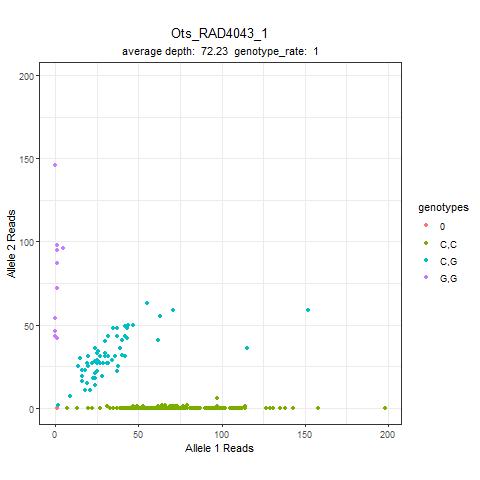 Ots_RAD4043_1
average depth: 72.23 genotype_rate: 1
200
150
100
50
0
Allele 2 Reads
0 50 100 150 200
Allele 1 Reads
genotypes
0
C,C
C,G
G,G